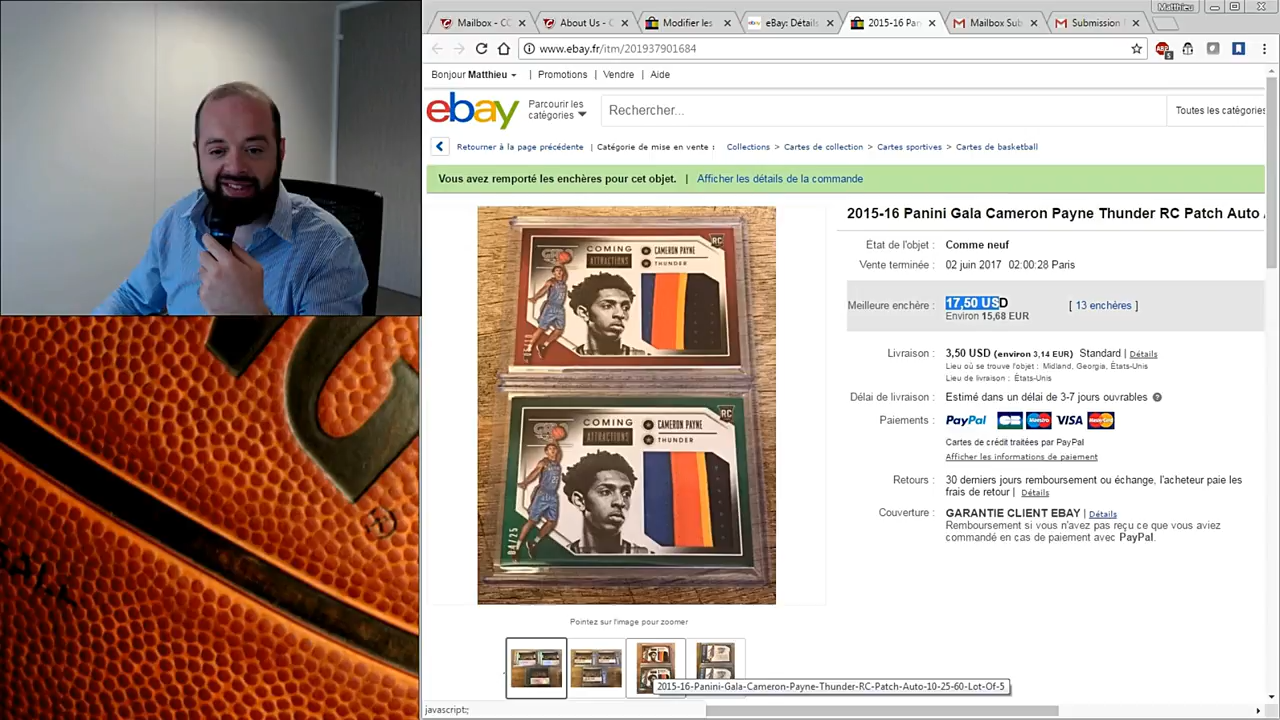 Matthieu
Mailbox - CC
About Us - C
Modifier les
eBay: Détails
2015-16 Pan
Mailbox Sub
Submission
www.ebay.fr/itm/201937901684
5
Bonjour Matthieu | Promotions | Vendre | Aide
ebay
Parcourir les
catégories
Rechercher...
Toutes les catégories
Retourner à la page précédente | Catégorie de mise en vente : Collections > Cartes de collection > Cartes sportives > Cartes de basketball
Vous avez remporté les enchères pour cet objet. | Afficher les détails de la commande
2015-16 Panini Gala Cameron Payne Thunder RC Patch Auto
Etat de l'objet : Comme neuf
Vente terminée : 02 juin 2017 02:00:28 Paris
Meilleure enchère : 17,50 USD [ 13 enchères ]
Environ 15,68 EUR
Livraison : 3,50 USD (environ 3,14 EUR) Standard | Détails
Lieu où se trouve l'objet : Midland, Georgia, États-Unis
Lieu de livraison : États-Unis
Délai de livraison : Estimé dans un délai de 3-7 jours ouvrables
Paiements : PayPal CB Maestro VISA MasterCard
Cartes de crédit traitées par PayPal
Afficher les informations de paiement
Retours : 30 derniers jours remboursement ou échange, l'acheteur paie les
frais de retour | Détails
Couverture : GARANTIE CLIENT EBAY | Détails
Remboursement si vous n'avez pas reçu ce que vous aviez
commandé en cas de paiement avec PayPal.
COMING
ATTRACTIONS
CAMERON PAYNE
THUNDER
RC
COMING
ATTRACTIONS
CAMERON PAYNE
THUNDER
RC
04/25
Pointez sur l'image pour zoomer
2015-16-Panini-Gala-Cameron-Payne-Thunder-RC-Patch-Auto-10-25-60-Lot-Of-5
javascript:;